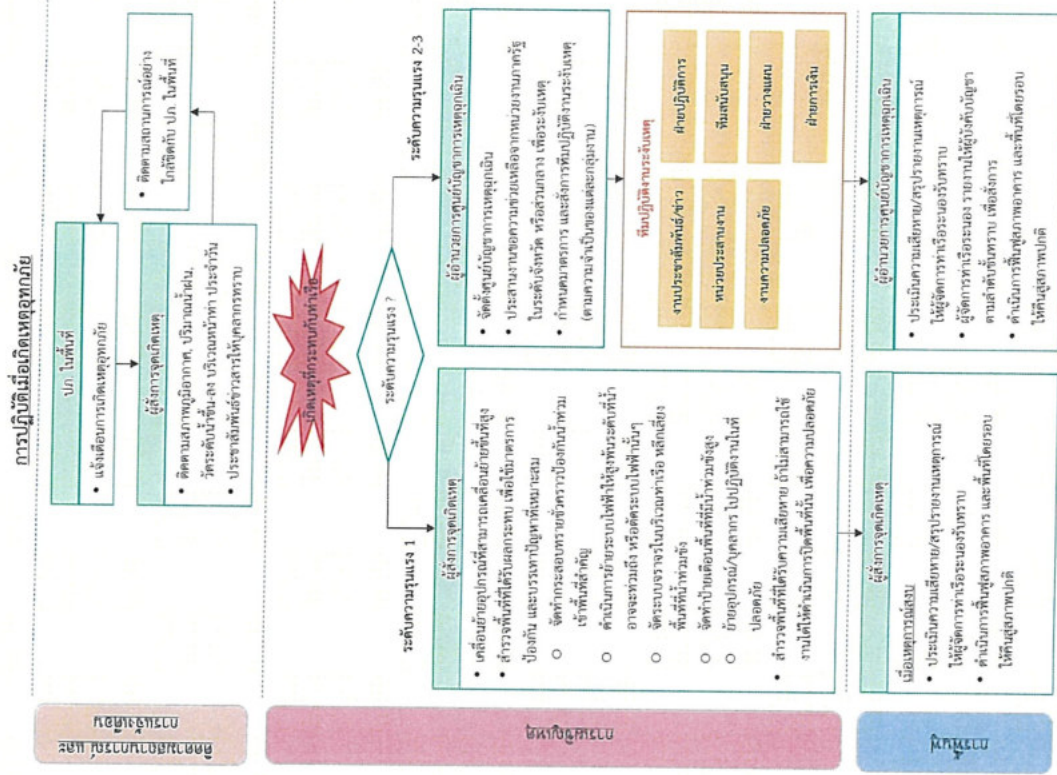 การปฏิบัติเมื่อเกิดเหตุอุทกภัย
ติดตามสถานการณ์ และ
การแจ้งเตือน
ปภ. ในพื้นที่
• แจ้งเตือนการเกิดเหตุอุทกภัย
ผู้สั่งการจุดเกิดเหตุ
• ติดตามสภาพภูมิอากาศ, ปริมาณน้ำฝน,
วัดระดับน้ำขึ้น-ลง บริเวณหน้าท่า ประจำวัน
• ประชาสัมพันธ์ข่าวสารให้บุคลากรทราบ
• ติดตามสถานการณ์อย่าง
ใกล้ชิดกับ ปภ. ในพื้นที่
การเผชิญเหตุ
เกิดเหตุที่กระทบกับท่าเรือ
ระดับความรุนแรง ?
ระดับความรุนแรง 1
ระดับความรุนแรง 2-3
ผู้สั่งการจุดเกิดเหตุ
• เคลื่อนย้ายอุปกรณ์ที่สามารถเคลื่อนย้ายขึ้นที่สูง
• สำรวจพื้นที่ที่ได้รับผลกระทบ เพื่อใช้มาตรการ
ป้องกัน และบรรเทาปัญหาที่เหมาะสม
○ จัดทำกระสอบทรายชั่วคราวป้องกันน้ำท่วม
เข้าพื้นที่สำคัญ
○ ดำเนินการย้ายระบบไฟฟ้าให้สูงพ้นระดับที่น้ำ
อาจจะท่วมถึง หรือตัดระบบไฟฟ้านั้นๆ
○ จัดระบบจราจรในบริเวณท่าเรือ หลีกเลี่ยง
พื้นที่ที่น้ำท่วมขัง
○ จัดทำป้ายเตือนพื้นที่ที่มีน้ำท่วมขังสูง
○ ย้ายอุปกรณ์/บุคลากร ไปปฏิบัติงานในที่
ปลอดภัย
• สำรวจพื้นที่ที่ได้รับความเสียหาย ถ้าไม่สามารถใช้
งานได้ให้ดำเนินการปิดพื้นที่นั้น เพื่อความปลอดภัย
ผู้อำนวยการศูนย์บัญชาการเหตุฉุกเฉิน
• จัดตั้งศูนย์บัญชาการเหตุฉุกเฉิน
• ประสานงานขอความช่วยเหลือจากหน่วยงานภาครัฐ
ในระดับจังหวัด หรือส่วนกลาง เพื่อระงับเหตุ
• กำหนดมาตรการ และสั่งการทีมปฏิบัติงานระงับเหตุ
(ตามความจำเป็นของแต่ละกลุ่มงาน)
ทีมปฏิบัติงานระงับเหตุ
งานประชาสัมพันธ์/ข่าว
ฝ่ายปฏิบัติการ
หน่วยประสานงาน
ทีมสนับสนุน
งานความปลอดภัย
ฝ่ายวางแผน
ฝ่ายการเงิน
การฟื้นฟู
ผู้สั่งการจุดเกิดเหตุ
เมื่อเหตุการณ์สงบ
• ประเมินความเสียหาย/สรุปรายงานเหตุการณ์
ให้ผู้จัดการท่าเรือระนองรับทราบ
• ดำเนินการฟื้นฟูสภาพอาคาร และพื้นที่โดยรอบ
ให้คืนสู่สภาพปกติ
ผู้อำนวยการศูนย์บัญชาการเหตุฉุกเฉิน
• ประเมินความเสียหาย/สรุปรายงานเหตุการณ์
ให้ผู้จัดการท่าเรือระนองรับทราบ
• ผู้จัดการท่าเรือระนอง รายงานให้ผู้บังคับบัญชา
ตามลำดับชั้นทราบ เพื่อสั่งการ
• ดำเนินการฟื้นฟูสภาพอาคาร และพื้นที่โดยรอบ
ให้คืนสู่สภาพปกติ